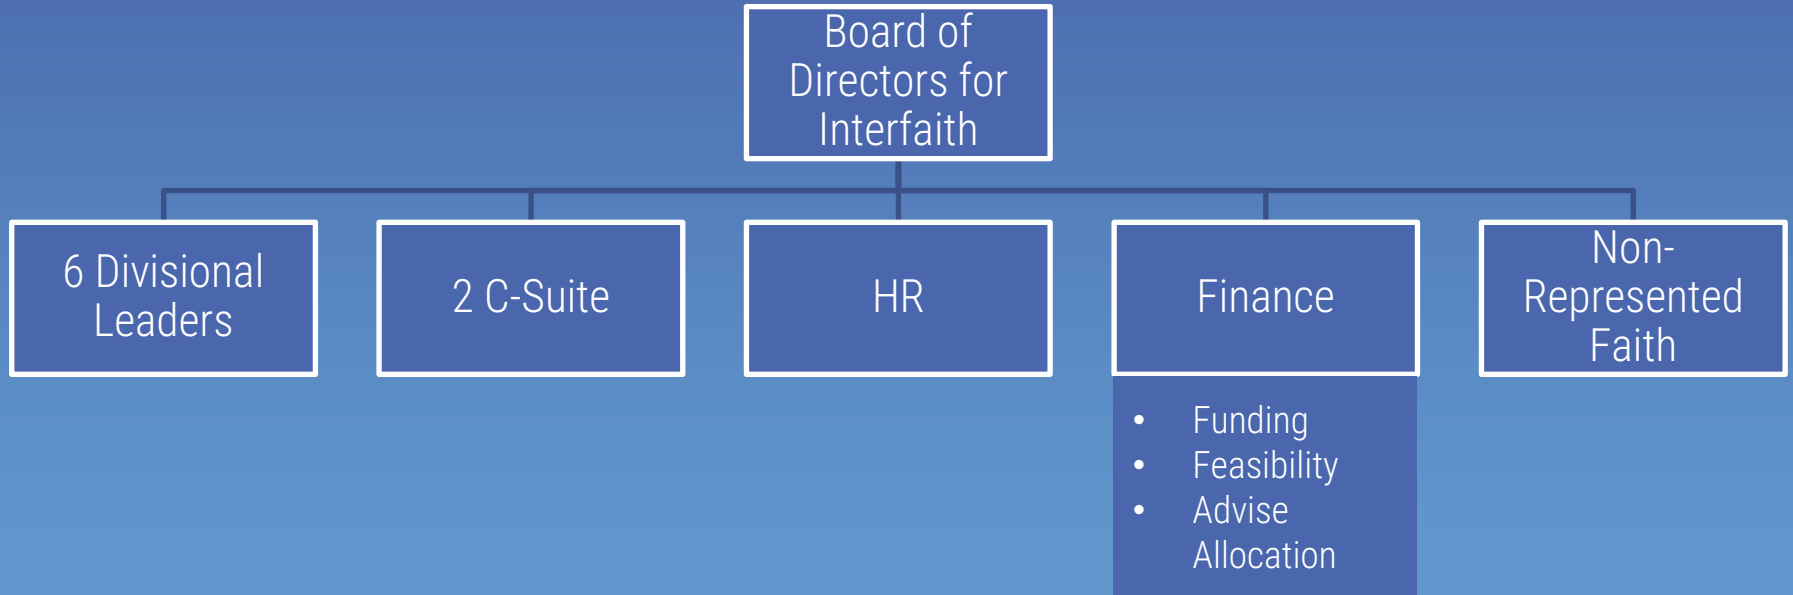 Board of
Directors for
Interfaith
6 Divisional
Leaders
2 C-Suite
HR
Finance
Non-
Represented
Faith
• Funding
• Feasibility
• Advise
Allocation